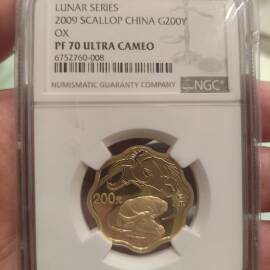 LUNAR SERIES
2009 SCALLOP CHINA G200Y
OX
PF 70 ULTRA CAMEO
6752760-008
NUMISMATIC GUARANTY COMPANY
NGC
200元